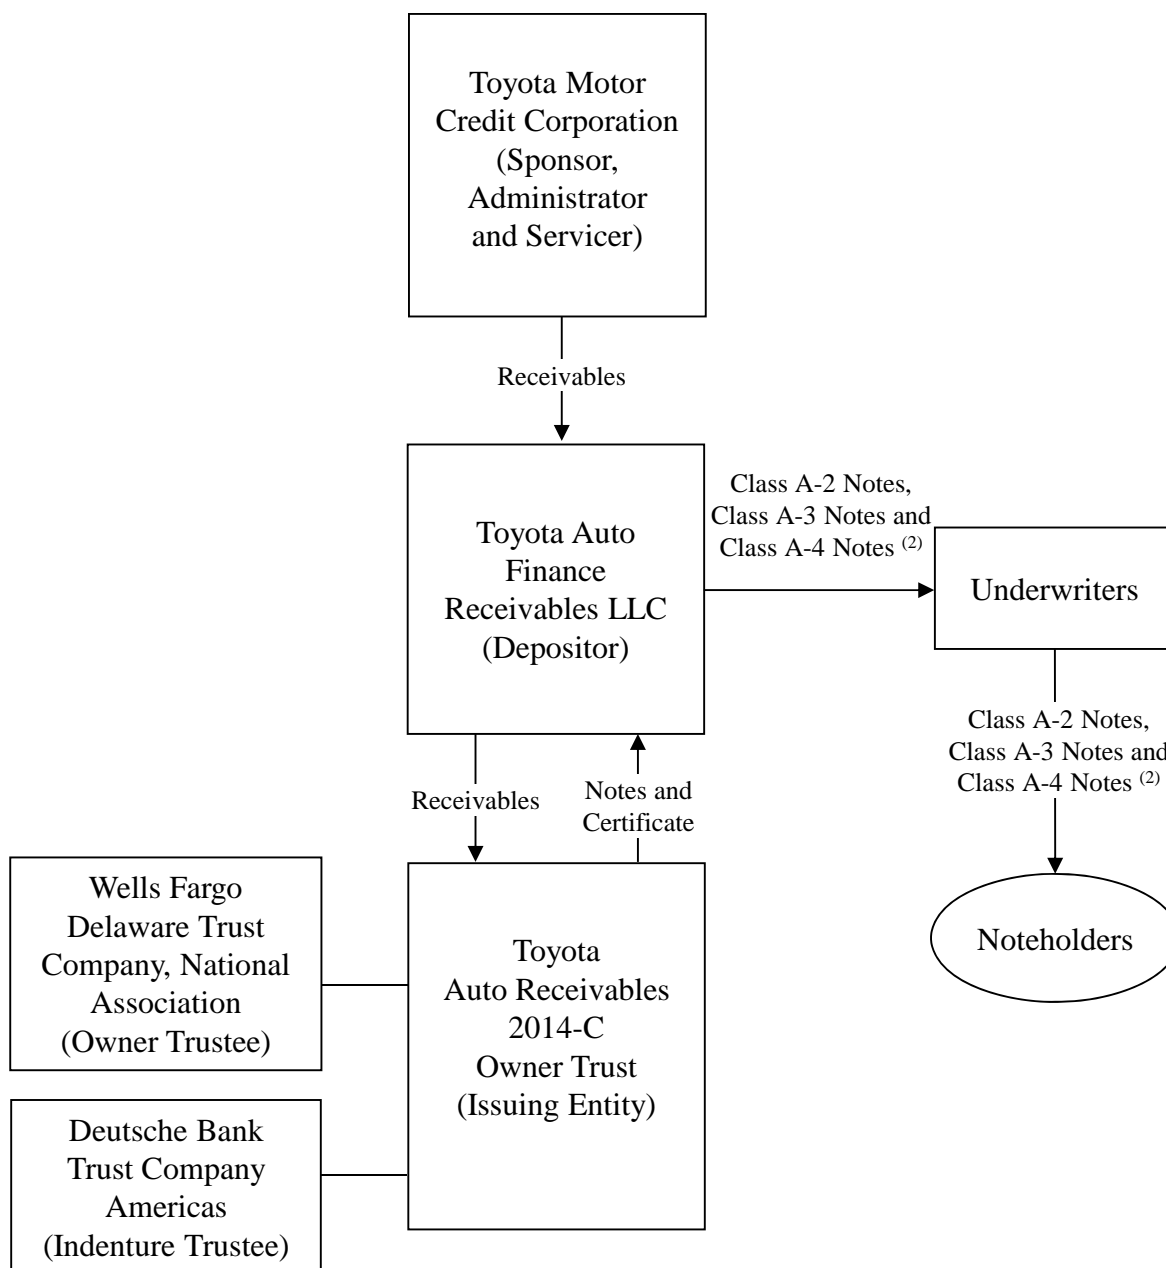 Toyota Motor
Credit Corporation
(Sponsor,
Administrator
and Servicer)
Receivables
Toyota Auto
Finance
Receivables LLC
(Depositor)
Class A-2 Notes,
Class A-3 Notes and
Class A-4 Notes (2)
Underwriters
Class A-2 Notes,
Class A-3 Notes and
Class A-4 Notes (2)
Noteholders
Receivables
Notes and
Certificate
Wells Fargo
Delaware Trust
Company, National
Association
(Owner Trustee)
Toyota
Auto Receivables
2014-C
Owner Trust
(Issuing Entity)
Deutsche Bank
Trust Company
Americas
(Indenture Trustee)